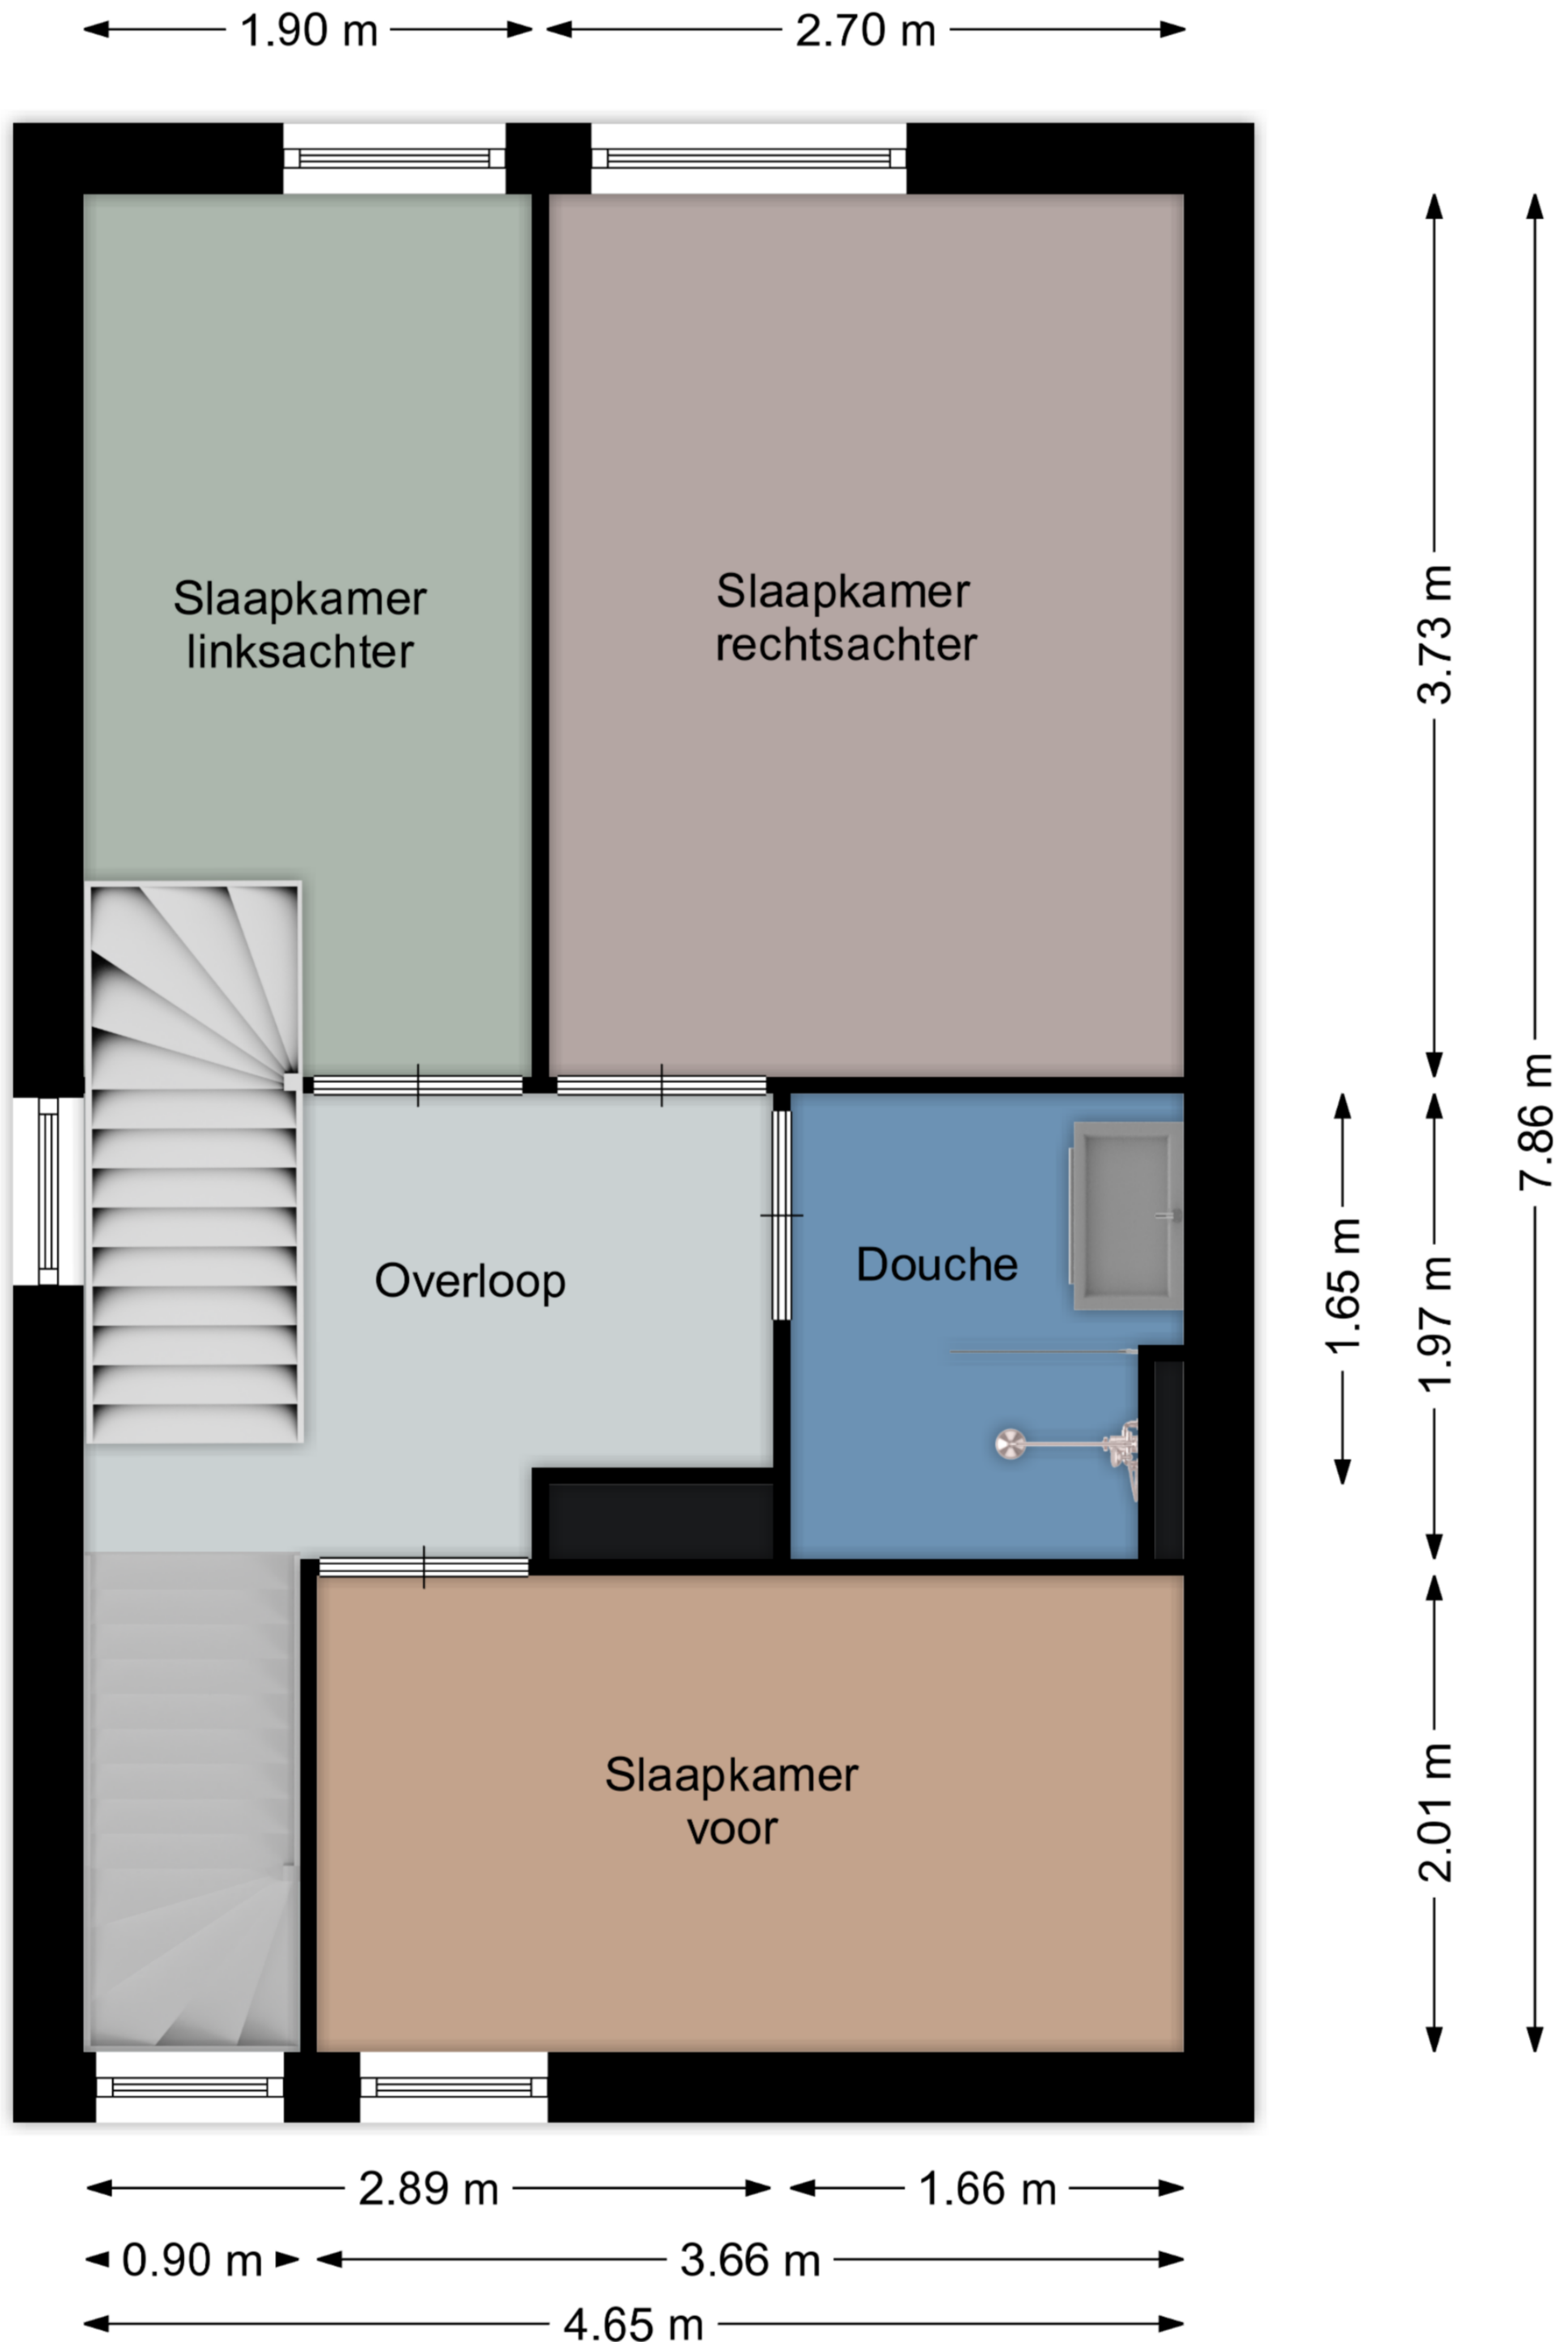 1.90 m
2.70 m
Slaapkamer
linksachter
Slaapkamer
rechtsachter
3.73 m
7.86 m
Overloop
Douche
1.65 m
1.97 m
Slaapkamer
voor
2.01 m
2.89 m
1.66 m
0.90 m
3.66 m
4.65 m